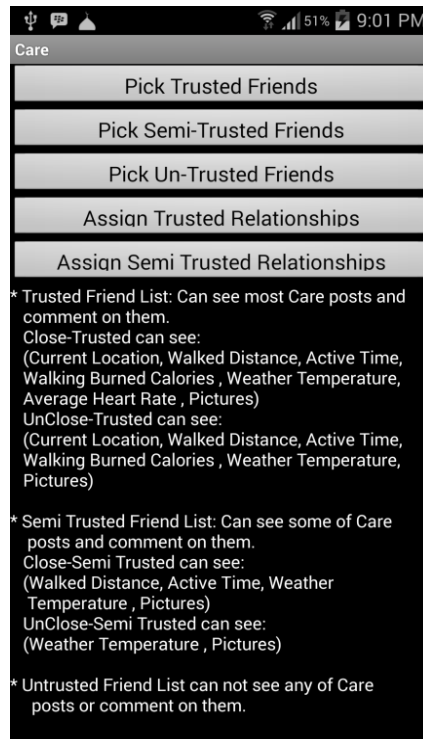 51% 9:01 PM
Care
Pick Trusted Friends
Pick Semi-Trusted Friends
Pick Un-Trusted Friends
Assign Trusted Relationships
Assign Semi Trusted Relationships
* Trusted Friend List: Can see most Care posts and
comment on them.
Close-Trusted can see:
(Current Location, Walked Distance, Active Time,
Walking Burned Calories , Weather Temperature,
Average Heart Rate , Pictures)
UnClose-Trusted can see:
(Current Location, Walked Distance, Active Time,
Walking Burned Calories , Weather Temperature,
Pictures)
* Semi Trusted Friend List: Can see some of Care
posts and comment on them.
Close-Semi Trusted can see:
(Walked Distance, Active Time, Weather
Temperature , Pictures)
UnClose-Semi Trusted can see:
(Weather Temperature , Pictures)
* Untrusted Friend List can not see any of Care
posts or comment on them.